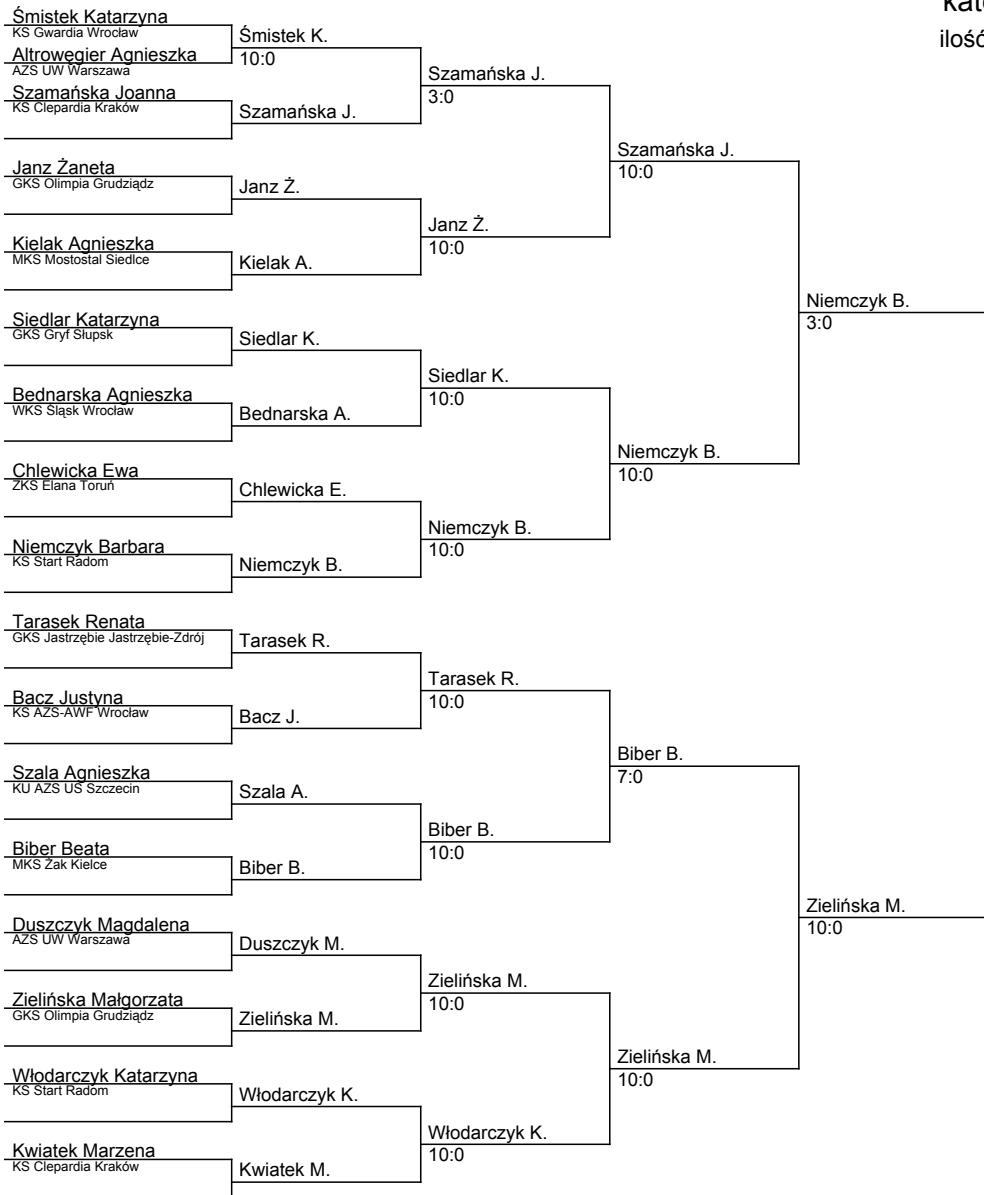 kate
ilość
Śmistek Katarzyna
KS Gwardia Wrocław
Altrowęgier Agnieszka
AZS UW Warszawa
Szamańska Joanna
KS Clepardia Kraków
Janz Żaneta
GKS Olimpia Grudziądz
Kielak Agnieszka
MKS Mostostal Siedlce
Siedlar Katarzyna
GKS Gryf Słupsk
Bednarska Agnieszka
WKS Śląsk Wrocław
Chlewicka Ewa
ZKS Elana Toruń
Niemczyk Barbara
KS Start Radom
Tarasek Renata
GKS Jastrzębie Jastrzębie-Zdrój
Bacz Justyna
KS AZS-AWF Wrocław
Szala Agnieszka
KU AZS US Szczecin
Biber Beata
MKS Żak Kielce
Duszczyk Magdalena
AZS UW Warszawa
Zielińska Małgorzata
GKS Olimpia Grudziądz
Włodarczyk Katarzyna
KS Start Radom
Kwiatek Marzena
KS Clepardia Kraków
Śmistek K.
10:0
Szamańska J.
Janz Ż.
Kielak A.
Siedlar K.
Bednarska A.
Chlewicka E.
Niemczyk B.
Tarasek R.
Bacz J.
Szala A.
Biber B.
Duszczyk M.
Zielińska M.
Włodarczyk K.
Kwiatek M.
Szamańska J.
3:0
Janz Ż.
10:0
Siedlar K.
10:0
Niemczyk B.
10:0
Tarasek R.
10:0
Biber B.
10:0
Zielińska M.
10:0
Włodarczyk K.
10:0
Szamańska J.
10:0
Niemczyk B.
10:0
Biber B.
7:0
Zielińska M.
10:0
Niemczyk B.
3:0
Zielińska M.
10:0